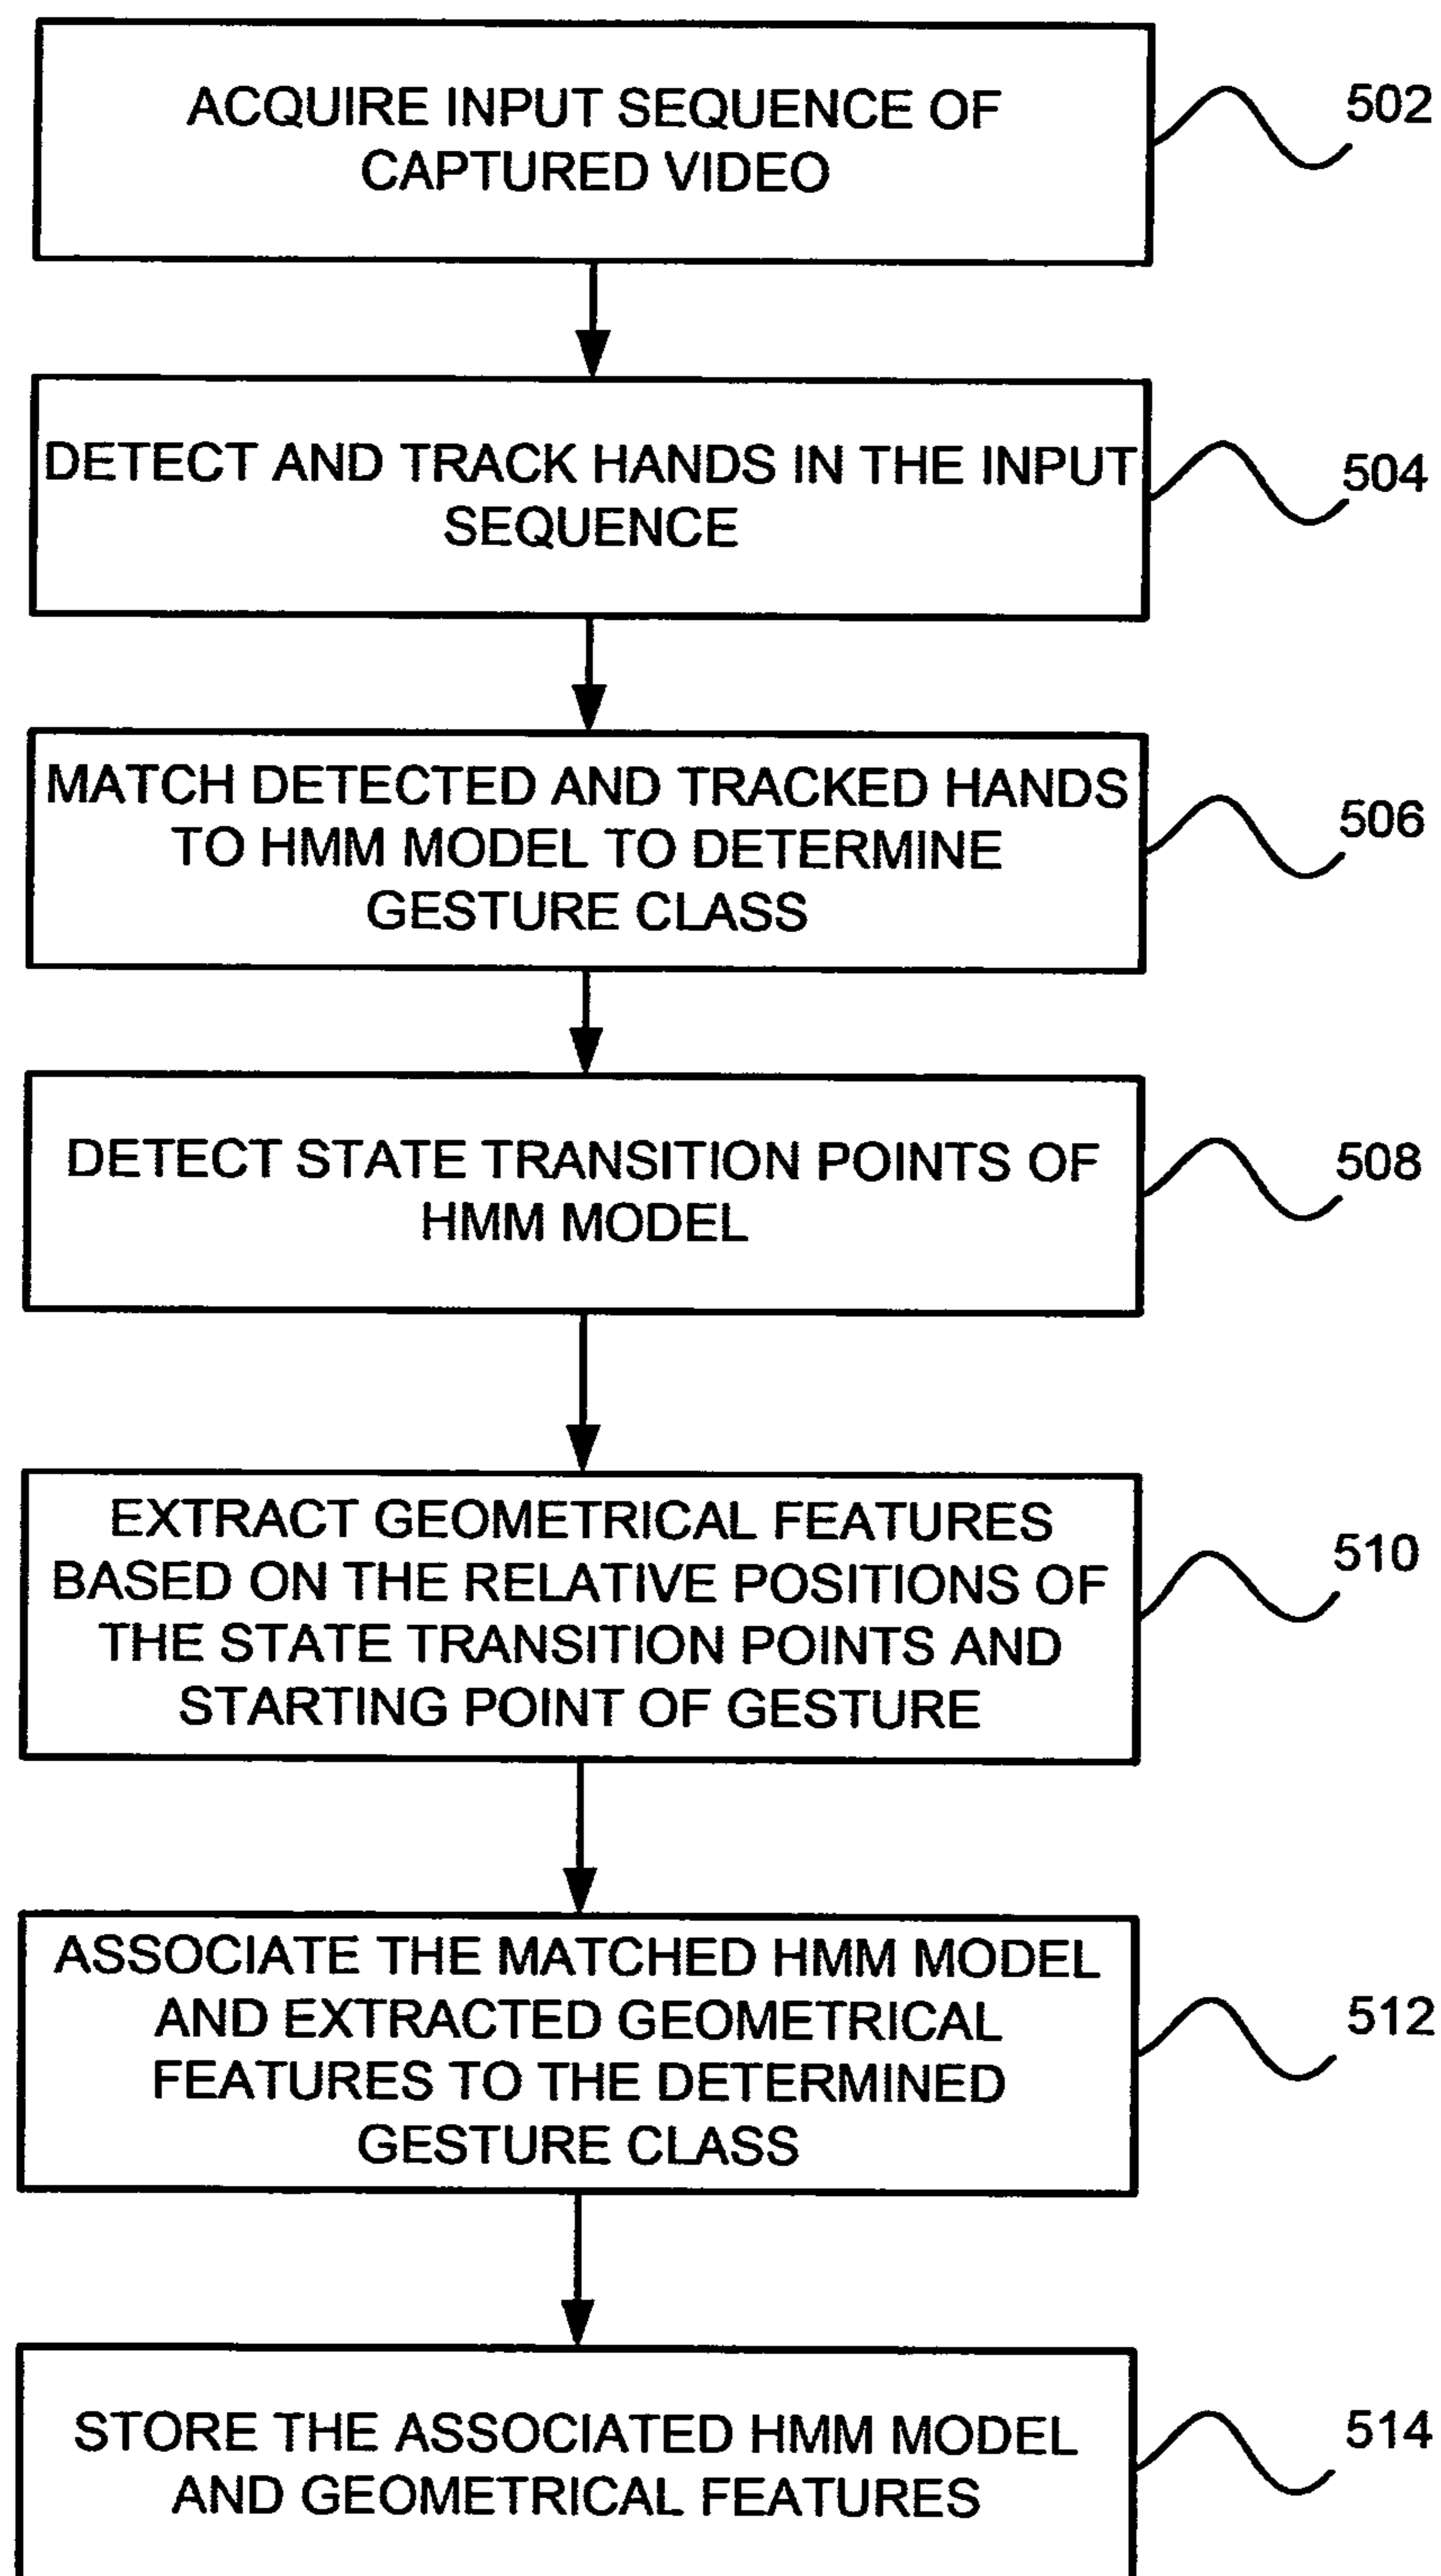 ACQUIRE INPUT SEQUENCE OF
CAPTURED VIDEO
502
DETECT AND TRACK HANDS IN THE INPUT
SEQUENCE
504
MATCH DETECTED AND TRACKED HANDS
TO HMM MODEL TO DETERMINE
GESTURE CLASS
506
DETECT STATE TRANSITION POINTS OF
HMM MODEL
508
EXTRACT GEOMETRICAL FEATURES
BASED ON THE RELATIVE POSITIONS OF
THE STATE TRANSITION POINTS AND
STARTING POINT OF GESTURE
510
ASSOCIATE THE MATCHED HMM MODEL
AND EXTRACTED GEOMETRICAL
FEATURES TO THE DETERMINED
GESTURE CLASS
512
STORE THE ASSOCIATED HMM MODEL
AND GEOMETRICAL FEATURES
514